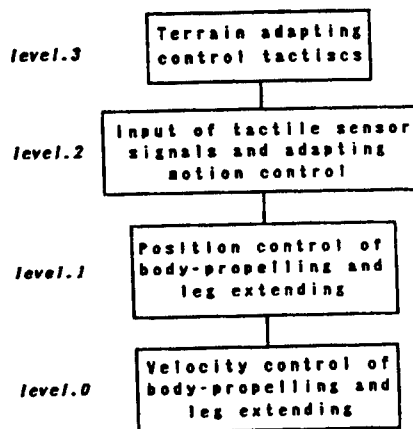 level.3
Terrain adapting
control tactiscs
level.2
Input of tactile sensor
signals and adapting
motion control
level.1
Position control of
body-propelling and
leg extending
level.0
Velocity control of
body-propelling and
leg extending